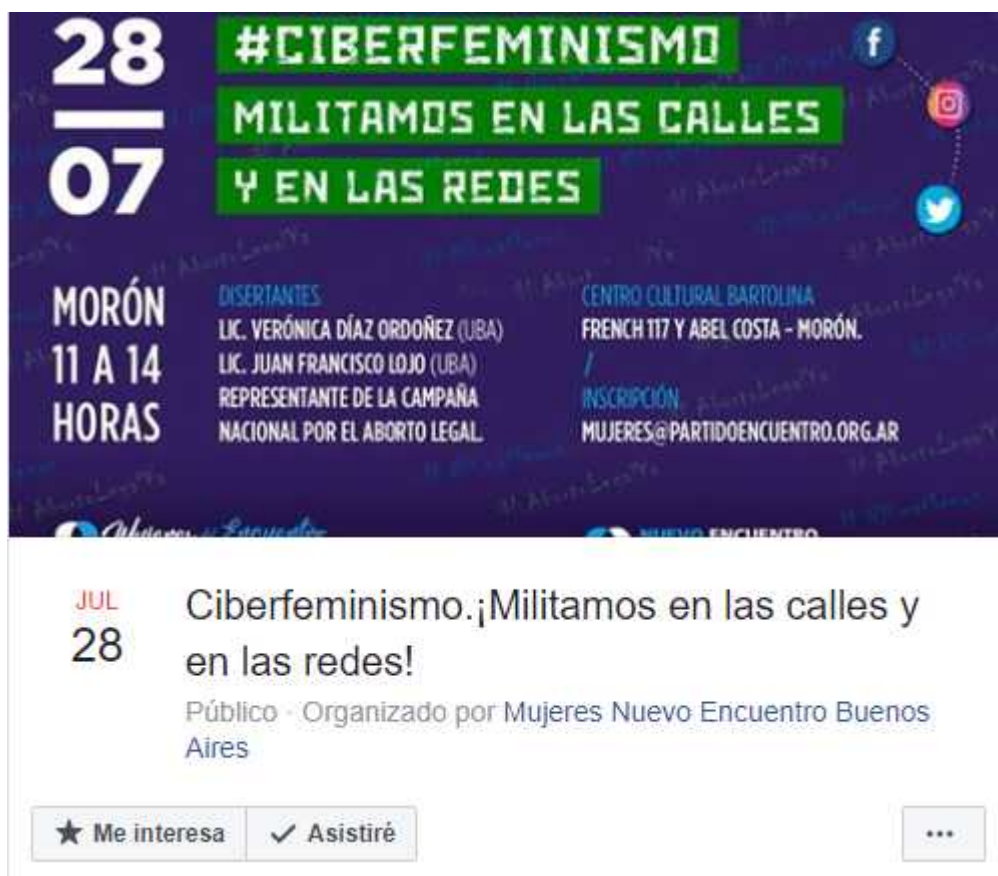 28
07
#CIBERFEMINISMO
MILITAMOS EN LAS CALLES
Y EN LAS REDES
MORÓN
11 A 14
HORAS
DISERTANTES
LIC. VERÓNICA DÍAZ ORDOÑEZ (UBA)
LIC. JUAN FRANCISCO LOJO (UBA)
REPRESENTANTE DE LA CAMPAÑA
NACIONAL POR EL ABORTO LEGAL.
CENTRO CULTURAL BARTOLINA
FRENCH 117 Y ABEL COSTA - MORÓN.
/
INSCRIPCIÓN
MUJERES@PARTIDOENCUENTRO.ORG.AR
NUEVO ENCUENTRO
JUL
28
Ciberfeminismo.¡Militamos en las calles y
en las redes!
Público · Organizado por Mujeres Nuevo Encuentro Buenos
Aires
Me interesa
Asistiré